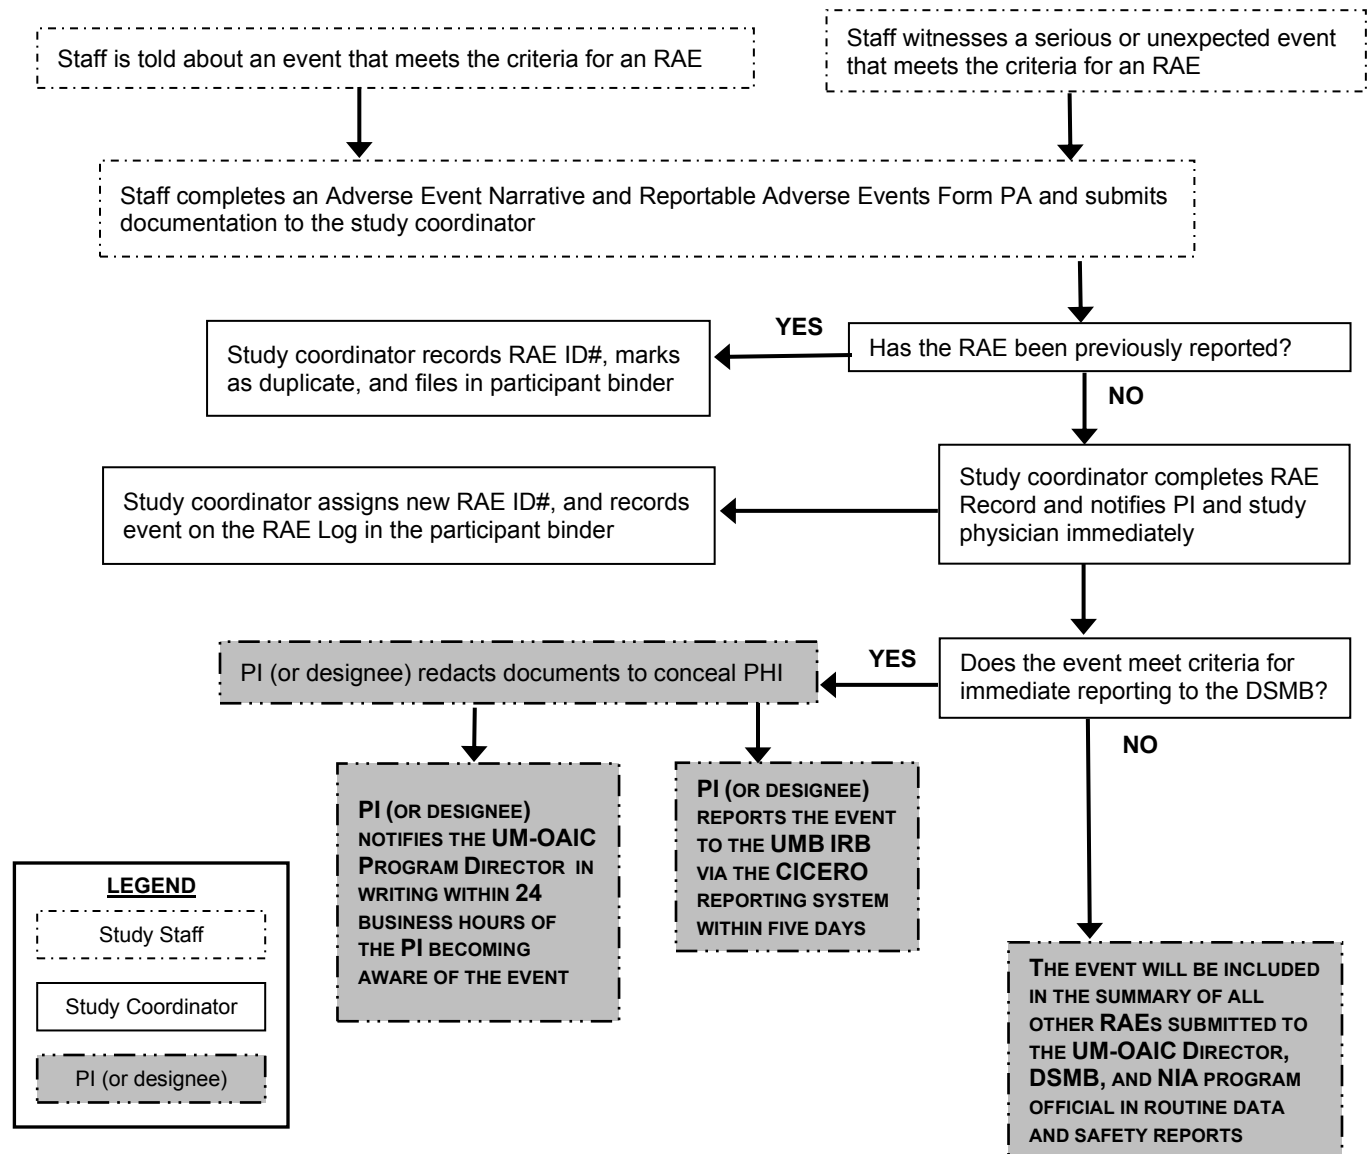 Staff is told about an event that meets the criteria for an RAE
Staff witnesses a serious or unexpected event
that meets the criteria for an RAE
Staff completes an Adverse Event Narrative and Reportable Adverse Events Form PA and submits
documentation to the study coordinator
YES
Has the RAE been previously reported?
Study coordinator records RAE ID#, marks
as duplicate, and files in participant binder
NO
Study coordinator completes RAE
Record and notifies PI and study
physician immediately
Study coordinator assigns new RAE ID#, and records
event on the RAE Log in the participant binder
YES
Does the event meet criteria for
immediate reporting to the DSMB?
PI (or designee) redacts documents to conceal PHI
NO
PI (OR DESIGNEE)
NOTIFIES THE UM-OAIC
PROGRAM DIRECTOR IN
WRITING WITHIN 24
BUSINESS HOURS OF
THE PI BECOMING
AWARE OF THE EVENT
PI (OR DESIGNEE)
REPORTS THE EVENT
TO THE UMB IRB
VIA THE CICERO
REPORTING SYSTEM
WITHIN FIVE DAYS
THE EVENT WILL BE INCLUDED
IN THE SUMMARY OF ALL
OTHER RAES SUBMITTED TO
THE UM-OAIC DIRECTOR,
DSMB, AND NIA PROGRAM
OFFICIAL IN ROUTINE DATA
AND SAFETY REPORTS
LEGEND
Study Staff
Study Coordinator
PI (or designee)